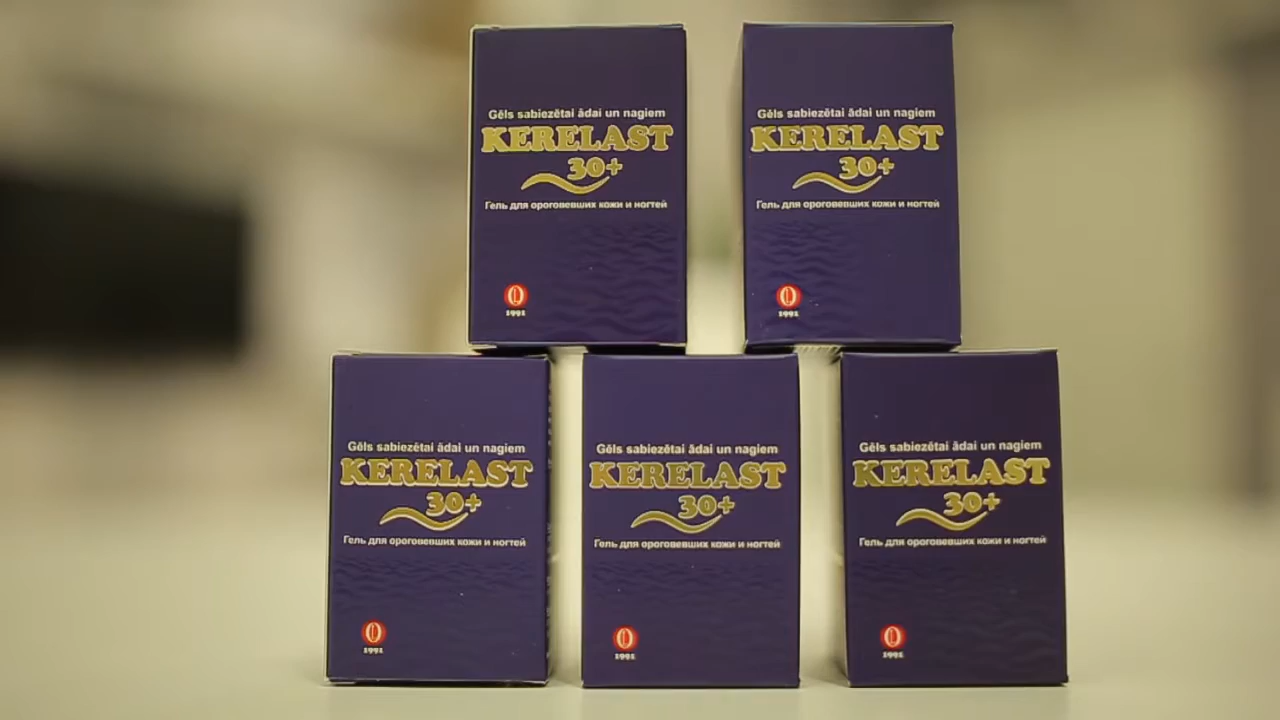 Gēls sabiezētai ādai un nagiem
KERELAST
30+
Гель для ороговевших кожи и ногтей
1991
Gēls sabiezētai ādai un nagiem
KERELAST
30+
Гель для ороговевших кожи и ногтей
1991
Gēls sabiezētai ādai un nagiem
KERELAST
30+
Гель для ороговевших кожи и ногтей
1991
Gēls sabiezētai ādai un nagiem
KERELAST
30+
Гель для ороговевших кожи и ногтей
1991
Gēls sabiezētai ādai un nagiem
KERELAST
30+
Гель для ороговевших кожи и ногтей
1991